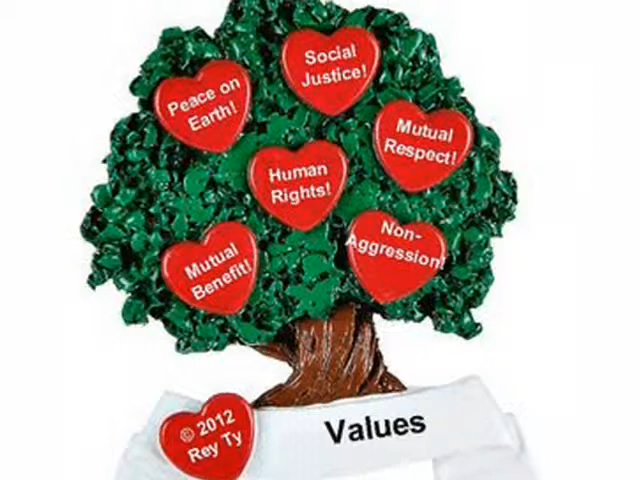 Social
Justice!
Peace on
Earth!
Mutual
Respect!
Human
Rights!
Non-
Aggression!
Mutual
Benefit!
© 2012
Rey Ty
Values